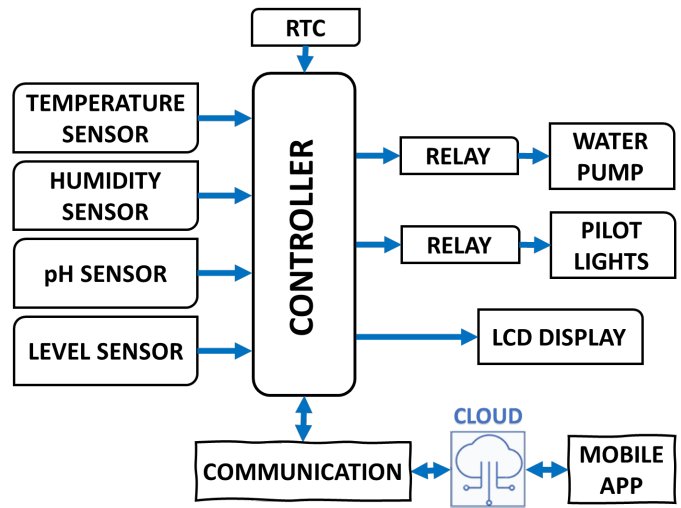 RTC
TEMPERATURE
SENSOR
HUMIDITY
SENSOR
pH SENSOR
LEVEL SENSOR
CONTROLLER
RELAY
WATER
PUMP
RELAY
PILOT
LIGHTS
LCD DISPLAY
COMMUNICATION
CLOUD
MOBILE
APP